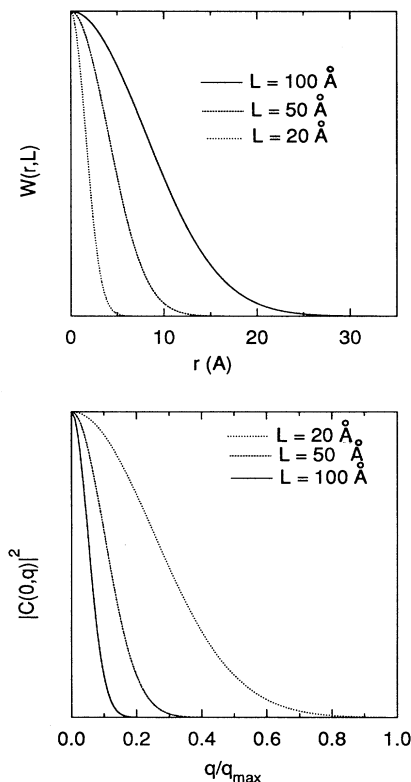 W(r,L)
L = 100 Å
L = 50 Å
L = 20 Å
0 10 20 30
r (A)
|C(0,q)|²
L = 20 Å
L = 50 Å
L = 100 Å
0.0 0.2 0.4 0.6 0.8 1.0
q/q_max